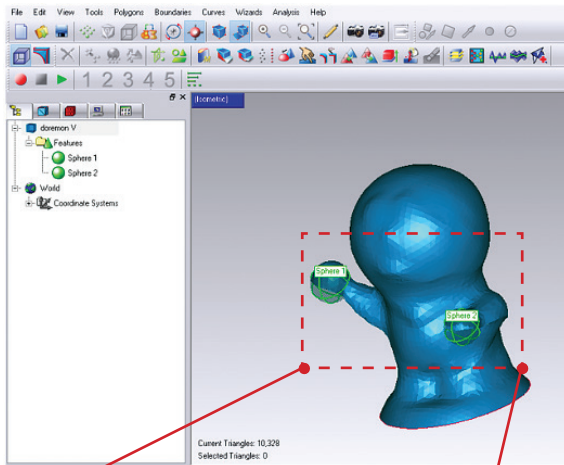 File Edit View Tools Polygons Boundaries Curves Wizards Analysis Help
1 2 3 4 5
(Isometric)
doremon V
Features
Sphere 1
Sphere 2
World
Coordinate Systems
Sphere 1
Sphere 2
Current Triangles: 10,328
Selected Triangles: 0